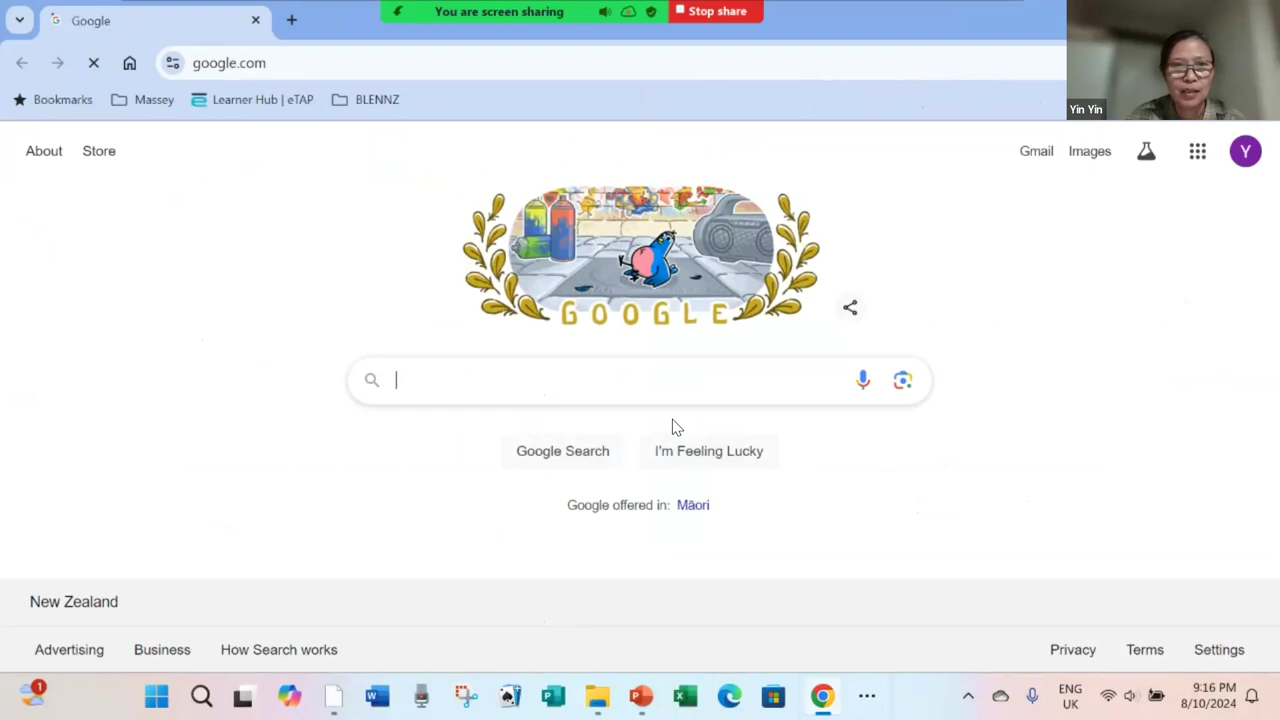 You are screen sharing
Stop share
Google
google.com
Bookmarks
Massey
Learner Hub | eTAP
BLENNZ
Yin Yin
About
Store
Gmail
Images
Y
GOOGLE
Google Search
I'm Feeling Lucky
Google offered in: Māori
New Zealand
Advertising
Business
How Search works
Privacy
Terms
Settings
1
ENG
UK
9:16 PM
8/10/2024